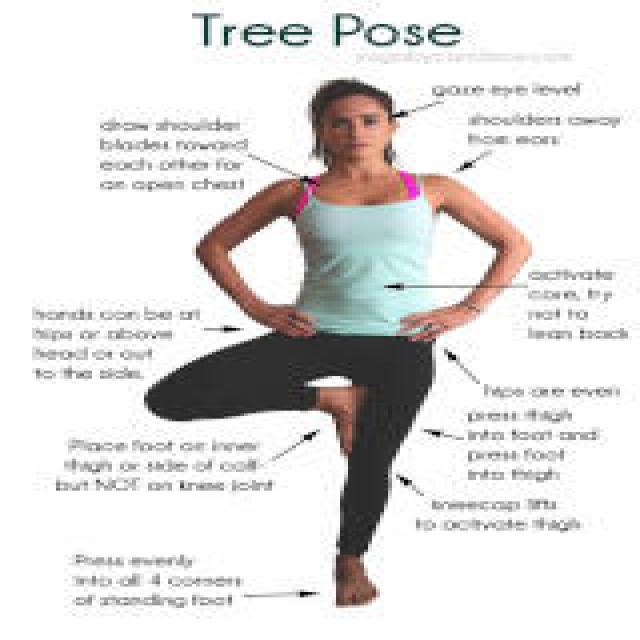 Tree Pose
gaze eye level
shoulders away
from ears
draw shoulder
blades toward
each other for
an open chest
activate
core, try
not to
lean back
hands can be at
hips or above
head or out
to the side.
hips are even
press thigh
into foot and
press foot
into thigh
Place foot on inner
thigh or side of calf
but NOT on knee joint
kneecap lifts
to activate thigh
Press evenly
into all 4 corners
of standing foot